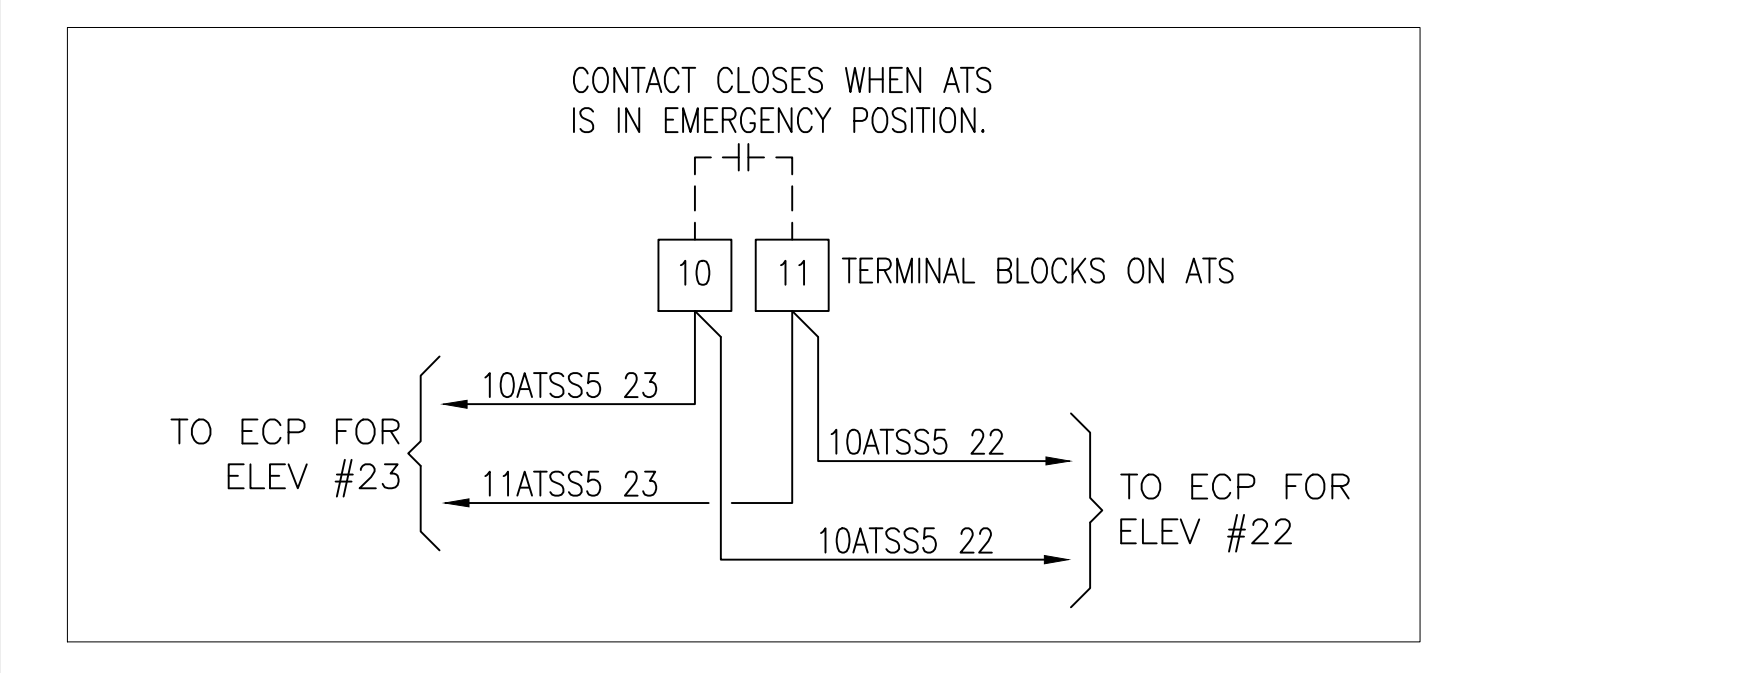 CONTACT CLOSES WHEN ATS
IS IN EMERGENCY POSITION.
10
11
TERMINAL BLOCKS ON ATS
10ATSS5 23
TO ECP FOR
ELEV #23
11ATSS5 23
10ATSS5 22
10ATSS5 22
TO ECP FOR
ELEV #22